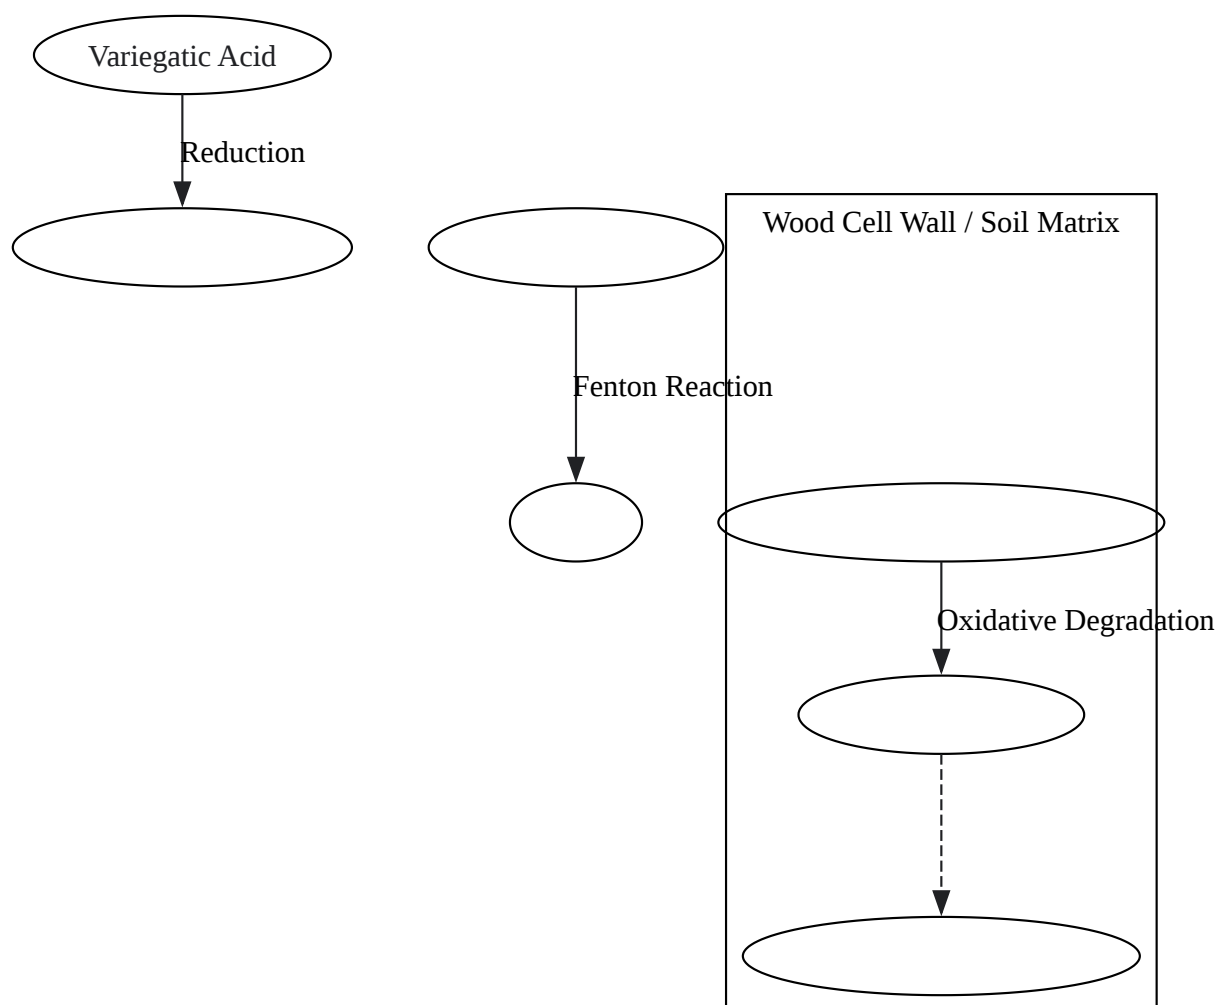 Variegatic Acid
Reduction
Wood Cell Wall / Soil Matrix
Fenton Reaction
Oxidative Degradation